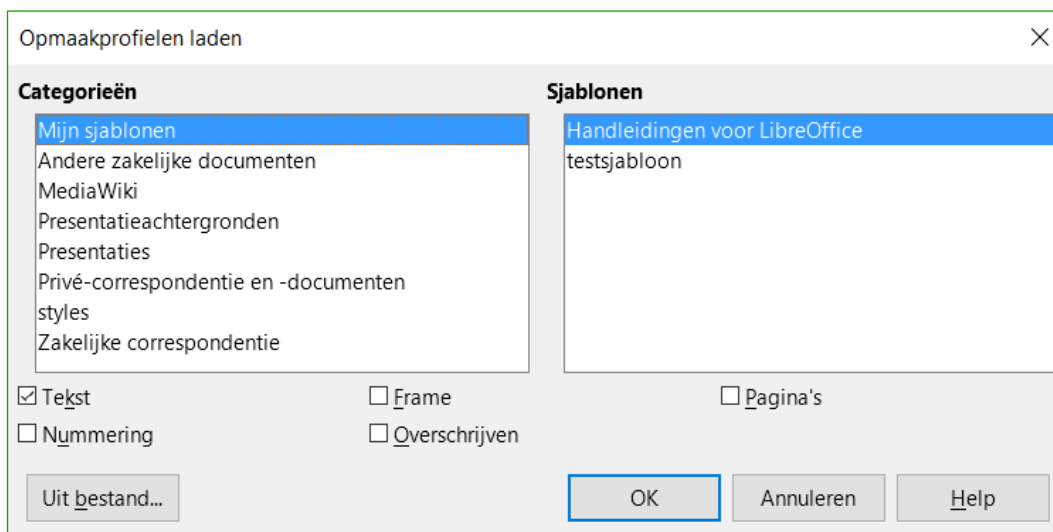 Opmaakprofielen laden
Categorieën
Sjablonen
Mijn sjablonen
Andere zakelijke documenten
MediaWiki
Presentatieachtergronden
Presentaties
Privé-correspondentie en -documenten
styles
Zakelijke correspondentie
Handleidingen voor LibreOffice
testsjabloon
Tekst
Frame
Pagina's
Nummering
Overschrijven
Uit bestand...
OK
Annuleren
Help